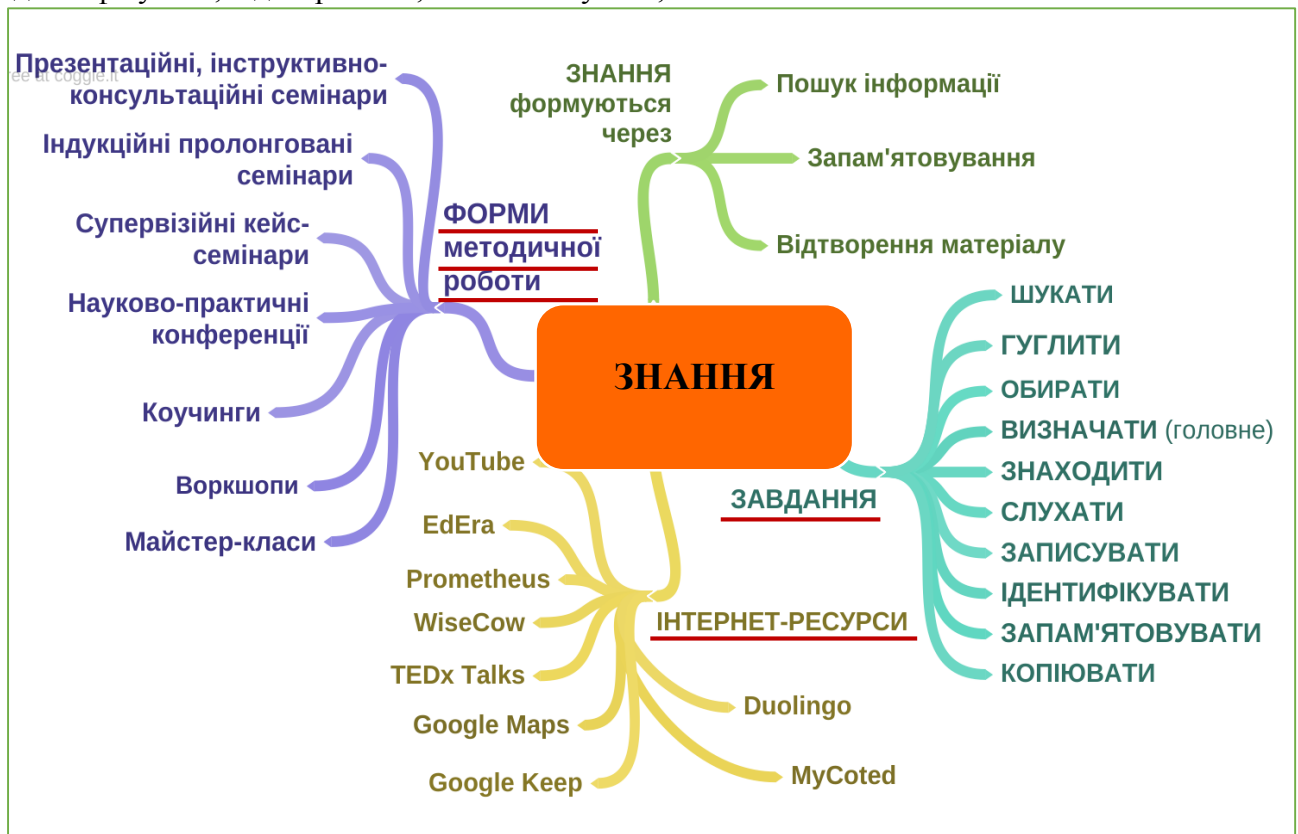 Презентаційні, інструктивно-
консультаційні семінари
Індукційні пролонговані
семінари
Супервізійні кейс-
семінари
Науково-практичні
конференції
Коучинги
Воркшопи
Майстер-класи
ФОРМИ
методичної
роботи
ЗНАННЯ
формуються
через
Пошук інформації
Запам'ятовування
Відтворення матеріалу
ЗНАННЯ
ЗАВДАННЯ
ШУКАТИ
ГУГЛИТИ
ОБИРАТИ
ВИЗНАЧАТИ (головне)
ЗНАХОДИТИ
СЛУХАТИ
ЗАПИСУВАТИ
ІДЕНТИФІКУВАТИ
ЗАПАМ'ЯТОВУВАТИ
КОПІЮВАТИ
ІНТЕРНЕТ-РЕСУРСИ
YouTube
EdEra
Prometheus
WiseCow
TEDx Talks
Google Maps
Google Keep
Duolingo
MyCoted